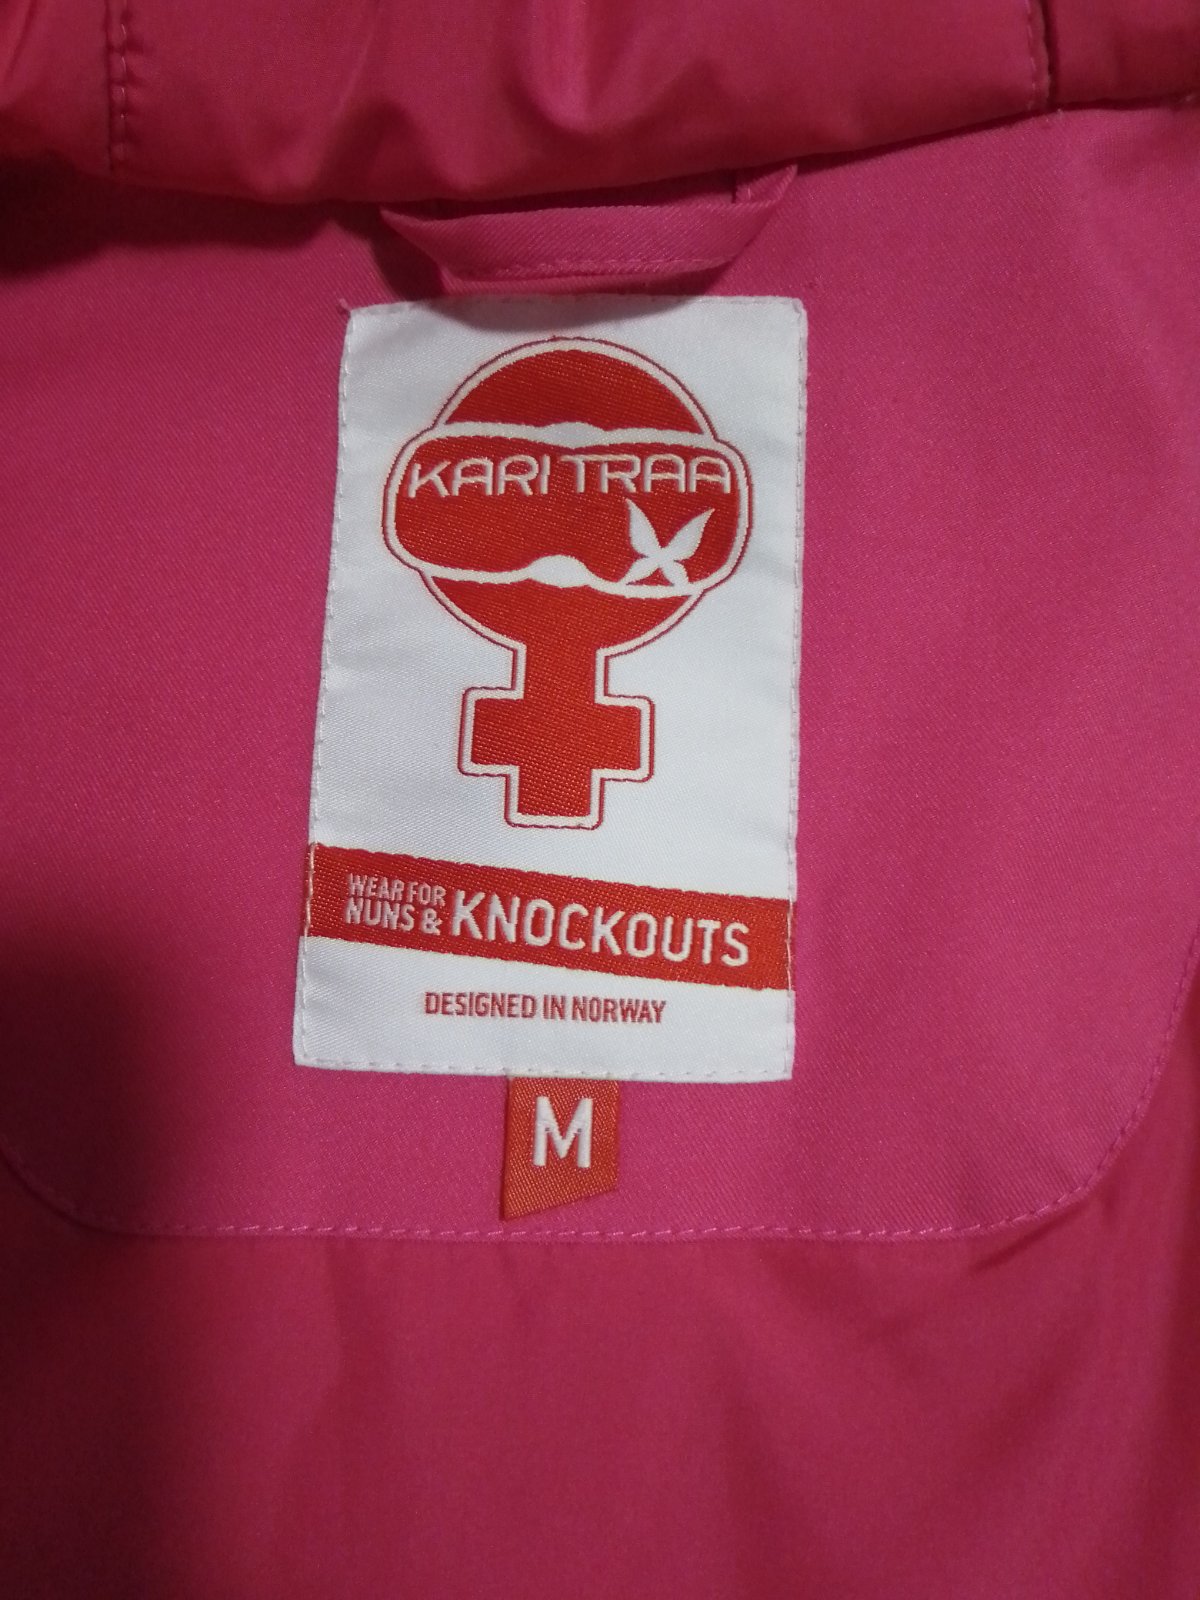 KARI TRAA
WEAR FOR
NUNS & KNOCKOUTS
DESIGNED IN NORWAY
M